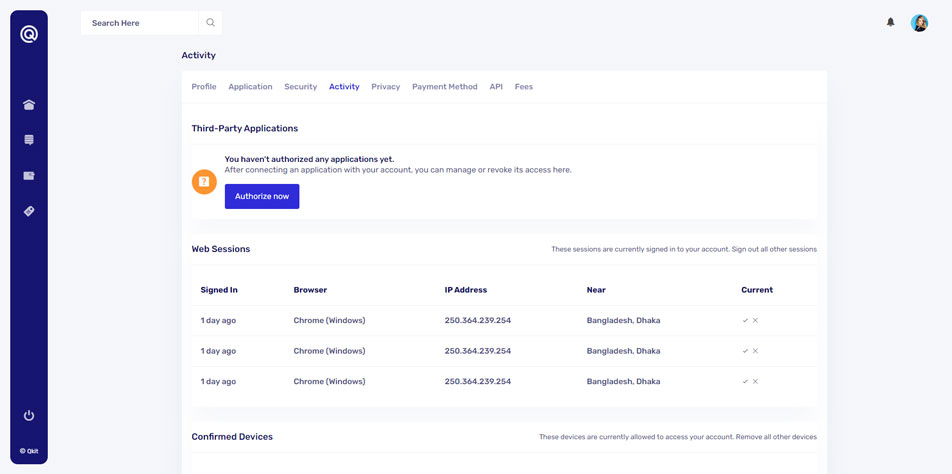 Search Here
Activity
Profile Application Security Activity Privacy Payment Method API Fees
Third-Party Applications
You haven't authorized any applications yet.
After connecting an application with your account, you can manage or revoke its access here.
Authorize now
Web Sessions These sessions are currently signed in to your account. Sign out all other sessions
Signed In Browser IP Address Near Current
1 day ago Chrome (Windows) 250.364.239.254 Bangladesh, Dhaka
1 day ago Chrome (Windows) 250.364.239.254 Bangladesh, Dhaka
1 day ago Chrome (Windows) 250.364.239.254 Bangladesh, Dhaka
Confirmed Devices These devices are currently allowed to access your account. Remove all other devices
© Qkit